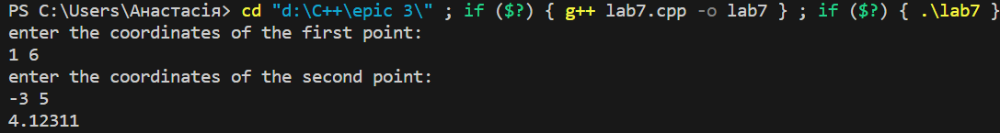 PS C:\Users\Анастасія> cd "d:\C++\epic 3\" ; if ($?) { g++ lab7.cpp -o lab7 } ; if ($?) { .\lab7 }
enter the coordinates of the first point:
1 6
enter the coordinates of the second point:
-3 5
4.12311